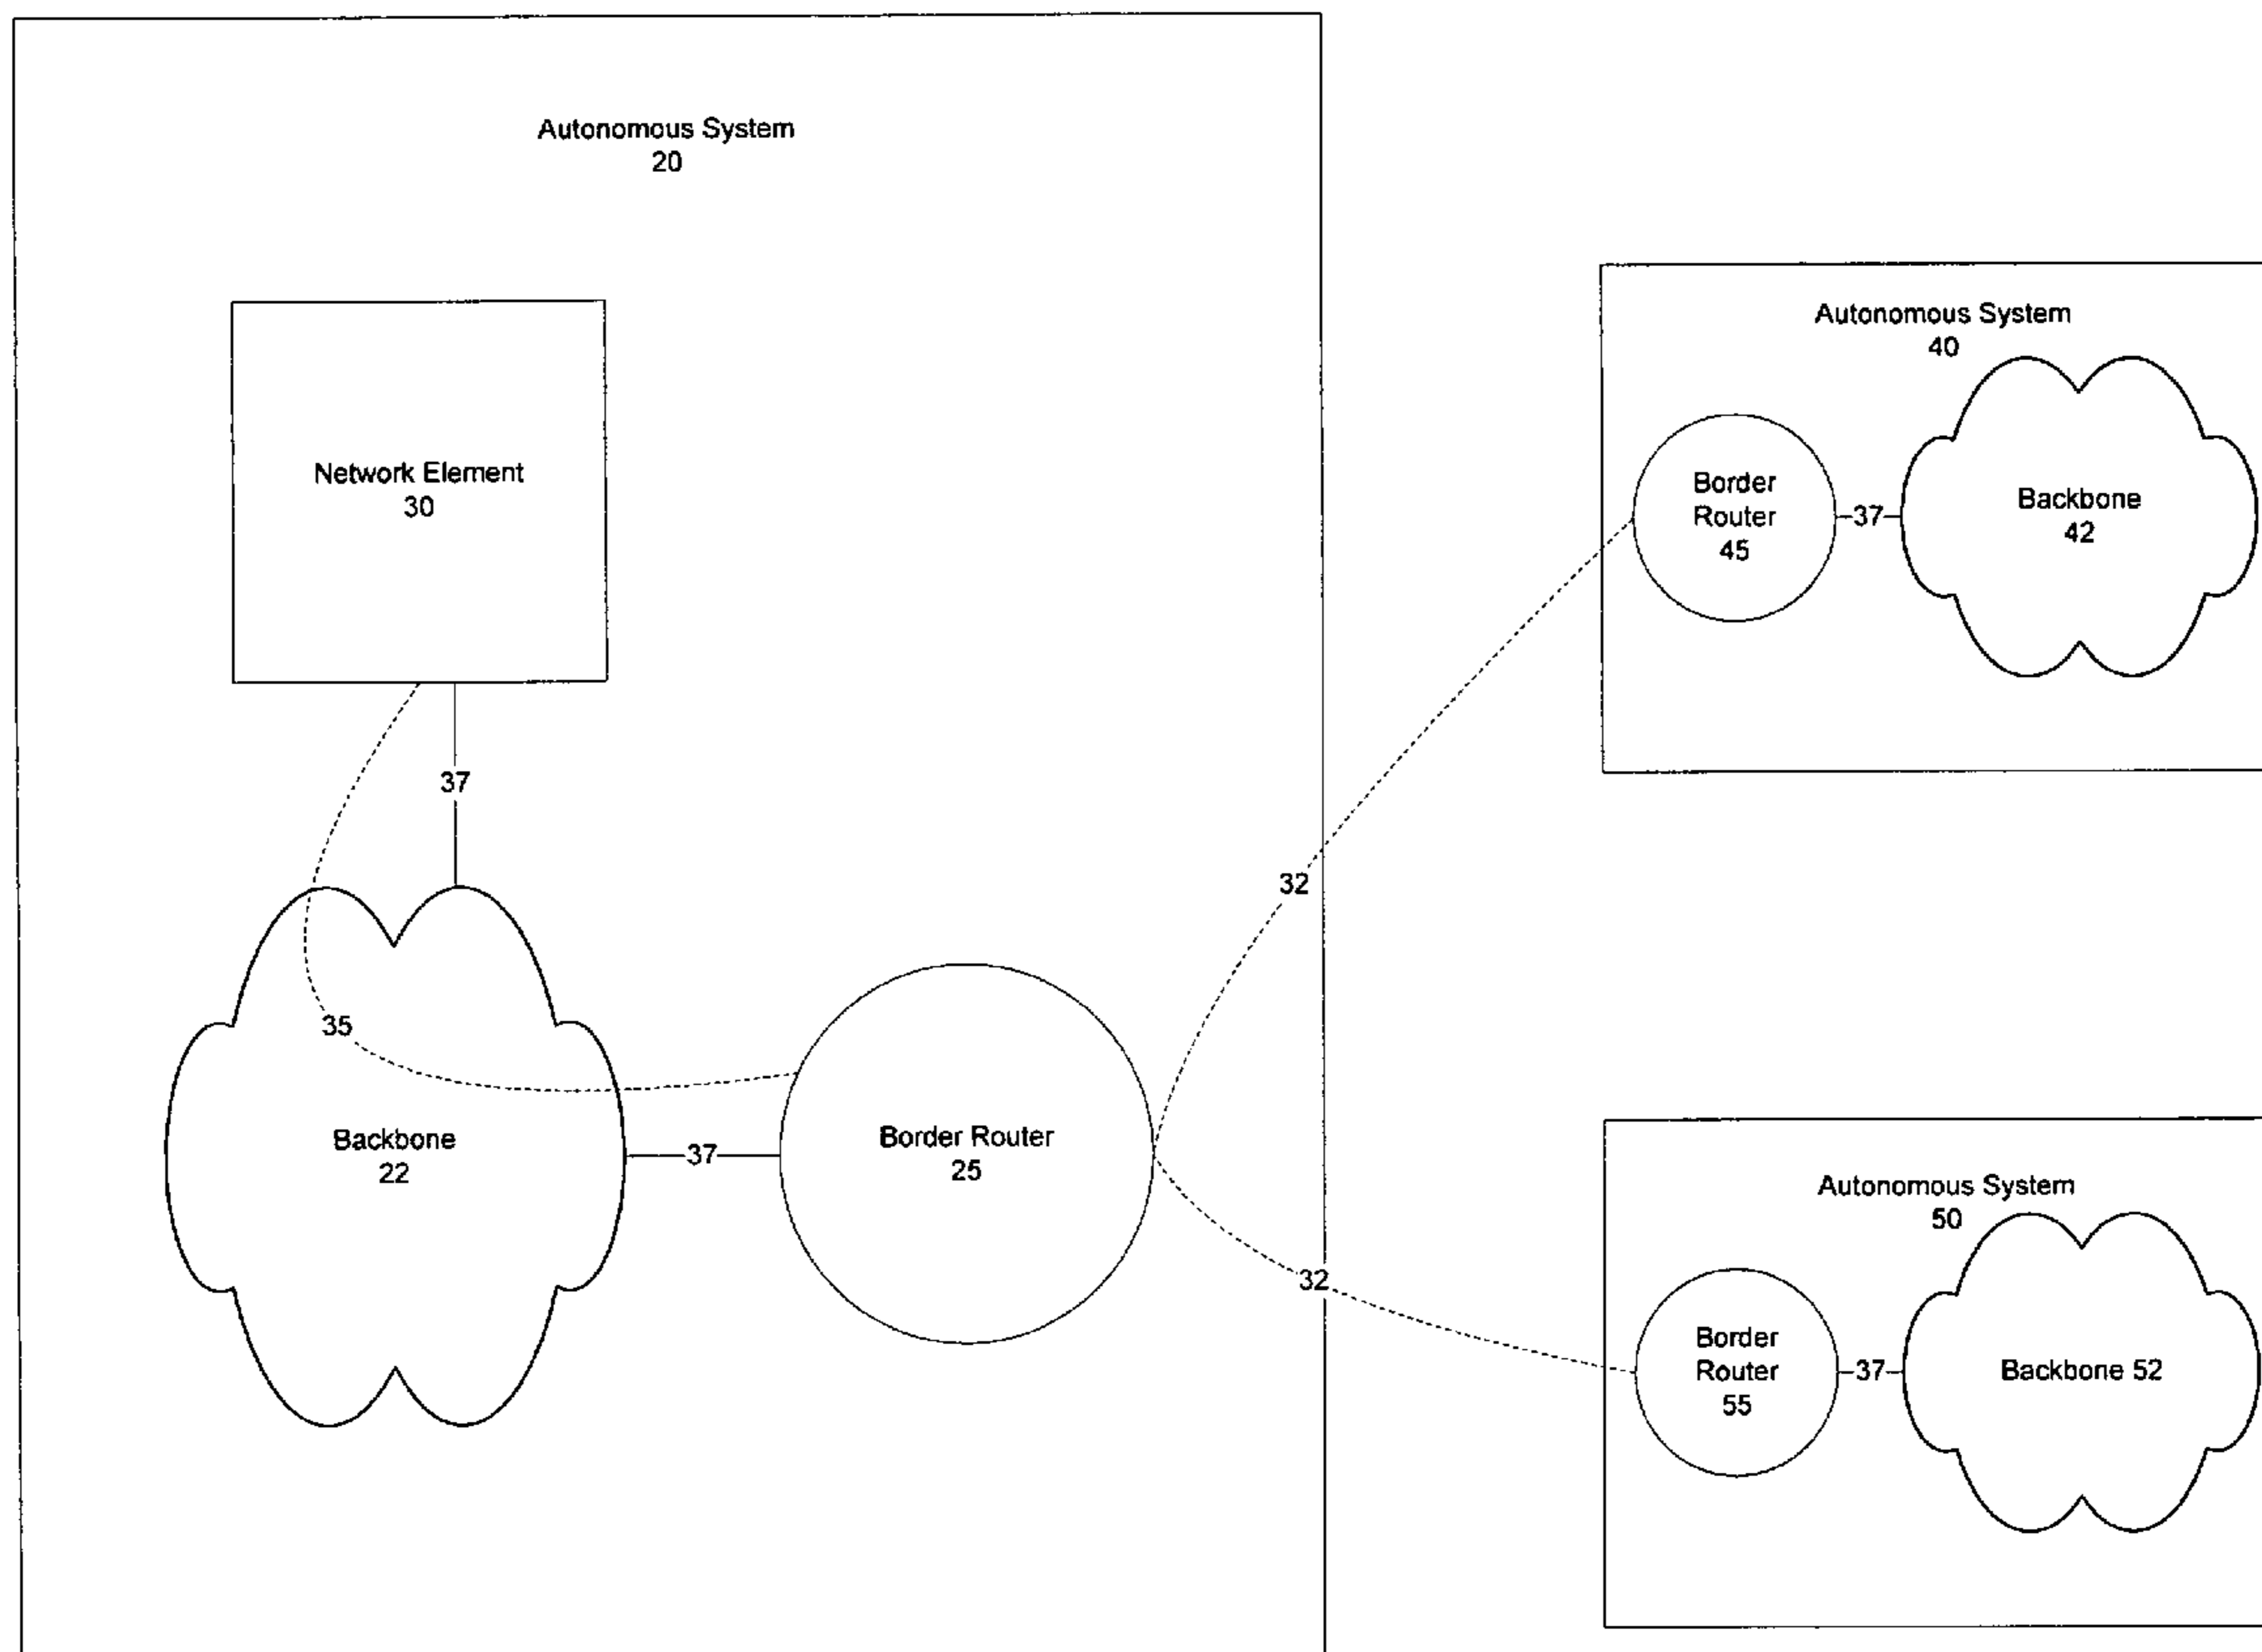 Autonomous System
20
Network Element
30
37
35
Backbone
22
37
Border Router
25
32
32
Autonomous System
40
Border
Router
45
37
Backbone
42
Autonomous System
50
Border
Router
55
37
Backbone 52